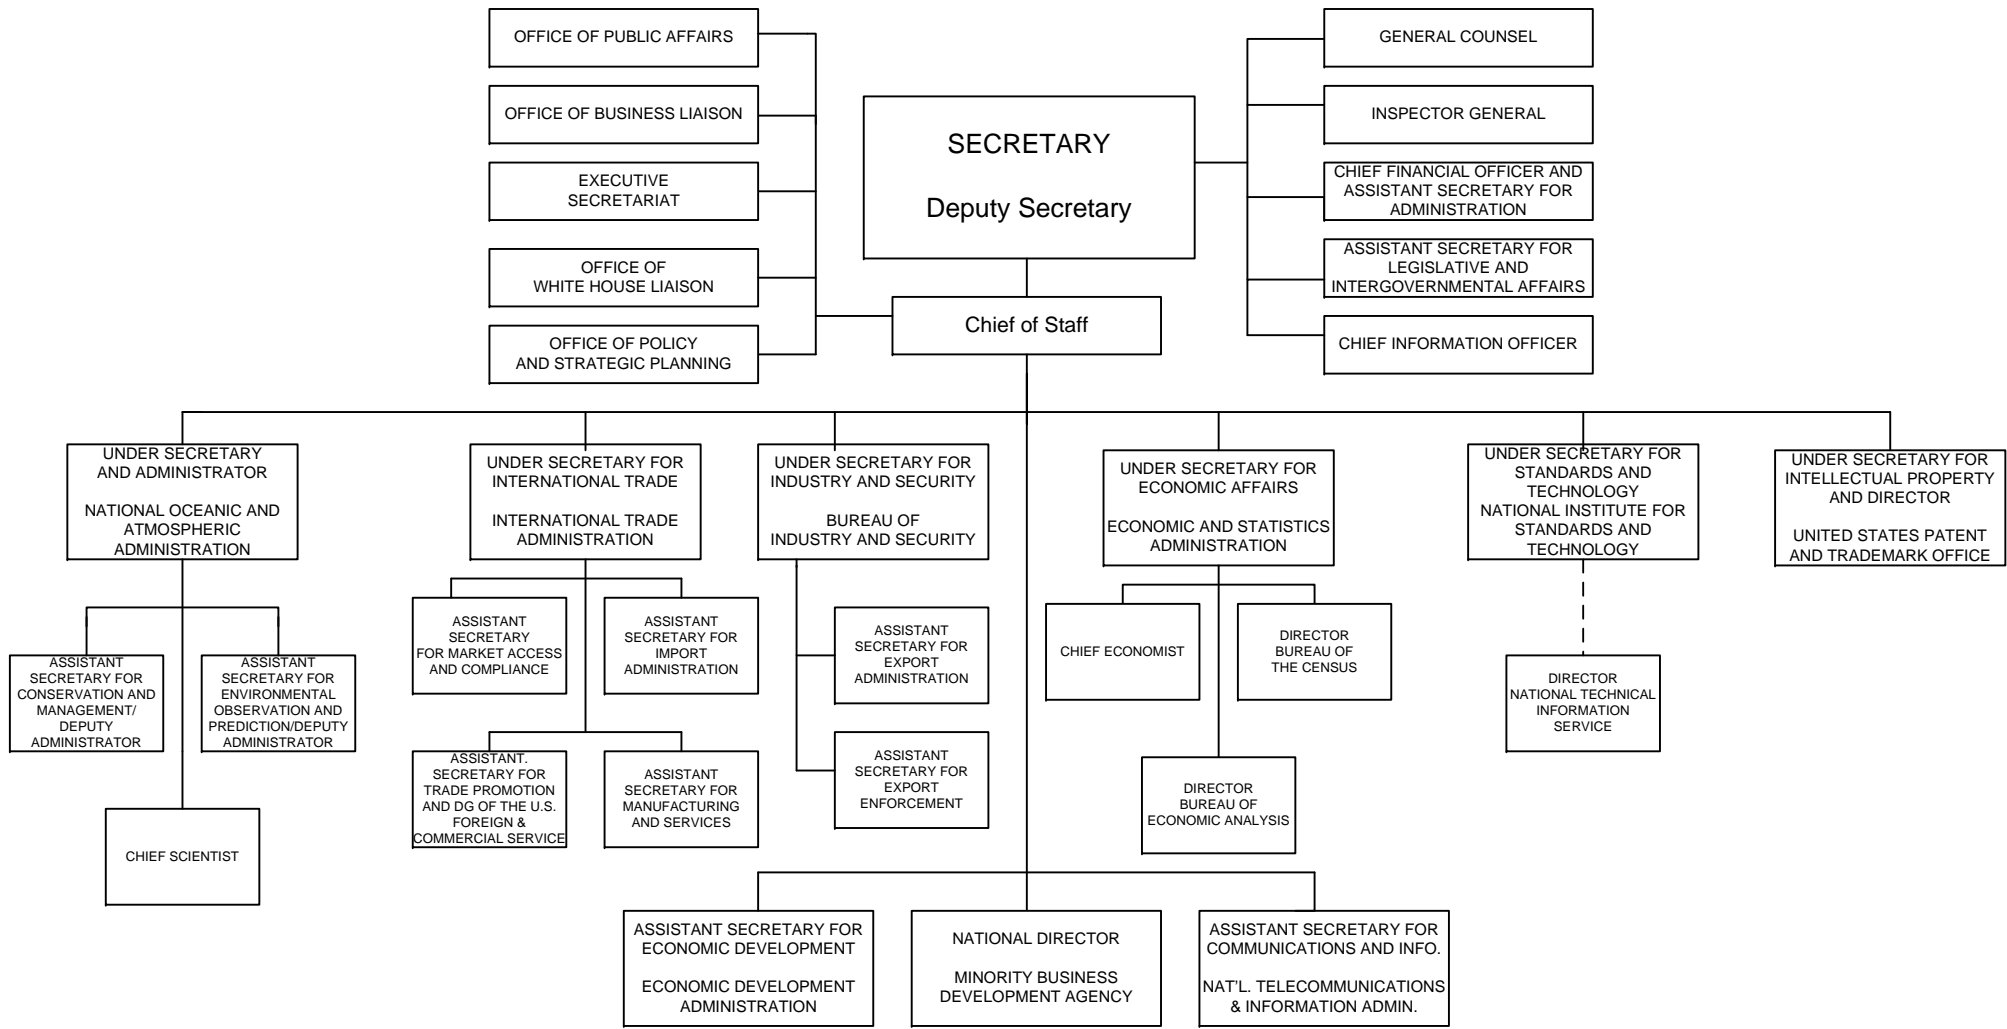 OFFICE OF PUBLIC AFFAIRS
OFFICE OF BUSINESS LIAISON
EXECUTIVE
SECRETARIAT
OFFICE OF
WHITE HOUSE LIAISON
OFFICE OF POLICY
AND STRATEGIC PLANNING
SECRETARY
Deputy Secretary
Chief of Staff
GENERAL COUNSEL
INSPECTOR GENERAL
CHIEF FINANCIAL OFFICER AND
ASSISTANT SECRETARY FOR
ADMINISTRATION
ASSISTANT SECRETARY FOR
LEGISLATIVE AND
INTERGOVERNMENTAL AFFAIRS
CHIEF INFORMATION OFFICER
UNDER SECRETARY
AND ADMINISTRATOR
NATIONAL OCEANIC AND
ATMOSPHERIC
ADMINISTRATION
UNDER SECRETARY FOR
INTERNATIONAL TRADE
INTERNATIONAL TRADE
ADMINISTRATION
UNDER SECRETARY FOR
INDUSTRY AND SECURITY
BUREAU OF
INDUSTRY AND SECURITY
UNDER SECRETARY FOR
ECONOMIC AFFAIRS
ECONOMIC AND STATISTICS
ADMINISTRATION
UNDER SECRETARY FOR
STANDARDS AND
TECHNOLOGY
NATIONAL INSTITUTE FOR
STANDARDS AND
TECHNOLOGY
UNDER SECRETARY FOR
INTELLECTUAL PROPERTY
AND DIRECTOR
UNITED STATES PATENT
AND TRADEMARK OFFICE
ASSISTANT
SECRETARY FOR
CONSERVATION AND
MANAGEMENT/
DEPUTY
ADMINISTRATOR
ASSISTANT
SECRETARY FOR
ENVIRONMENTAL
OBSERVATION AND
PREDICTION/DEPUTY
ADMINISTRATOR
CHIEF SCIENTIST
ASSISTANT
SECRETARY
FOR MARKET ACCESS
AND COMPLIANCE
ASSISTANT
SECRETARY FOR
IMPORT
ADMINISTRATION
ASSISTANT.
SECRETARY FOR
TRADE PROMOTION
AND DG OF THE U.S.
FOREIGN &
COMMERCIAL SERVICE
ASSISTANT
SECRETARY FOR
MANUFACTURING
AND SERVICES
ASSISTANT
SECRETARY FOR
EXPORT
ADMINISTRATION
ASSISTANT
SECRETARY FOR
EXPORT
ENFORCEMENT
CHIEF ECONOMIST
DIRECTOR
BUREAU OF
THE CENSUS
DIRECTOR
BUREAU OF
ECONOMIC ANALYSIS
DIRECTOR
NATIONAL TECHNICAL
INFORMATION
SERVICE
ASSISTANT SECRETARY FOR
ECONOMIC DEVELOPMENT
ECONOMIC DEVELOPMENT
ADMINISTRATION
NATIONAL DIRECTOR
MINORITY BUSINESS
DEVELOPMENT AGENCY
ASSISTANT SECRETARY FOR
COMMUNICATIONS AND INFO.
NAT'L. TELECOMMUNICATIONS
& INFORMATION ADMIN.